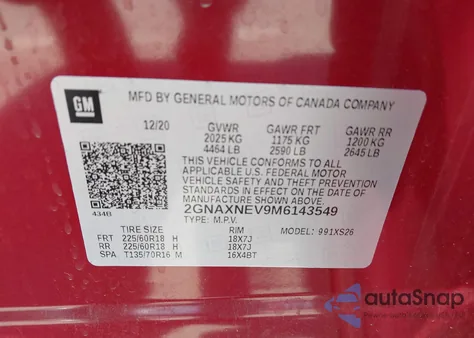 GM
MFD BY GENERAL MOTORS OF CANADA COMPANY
12/20 GVWR GAWR FRT GAWR RR
2025 KG 1175 KG 1200 KG
4464 LB 2590 LB 2645 LB
THIS VEHICLE CONFORMS TO ALL
APPLICABLE U.S. FEDERAL MOTOR
VEHICLE SAFETY, BUMPER, AND THEFT
PREVENTION STANDARDS IN EFFECT ON
THE DATE OF MANUFACTURE SHOWN ABOVE.
2GNAXNEV9M6143549
434B
TYPE: M.P.V. MODEL: 991XS26
TIRE SIZE RIM
FRT 225/60R18 H 18X7J
RR 225/60R18 H 18X7J
SPA T135/70R16 M 16X4BT
autoSnap